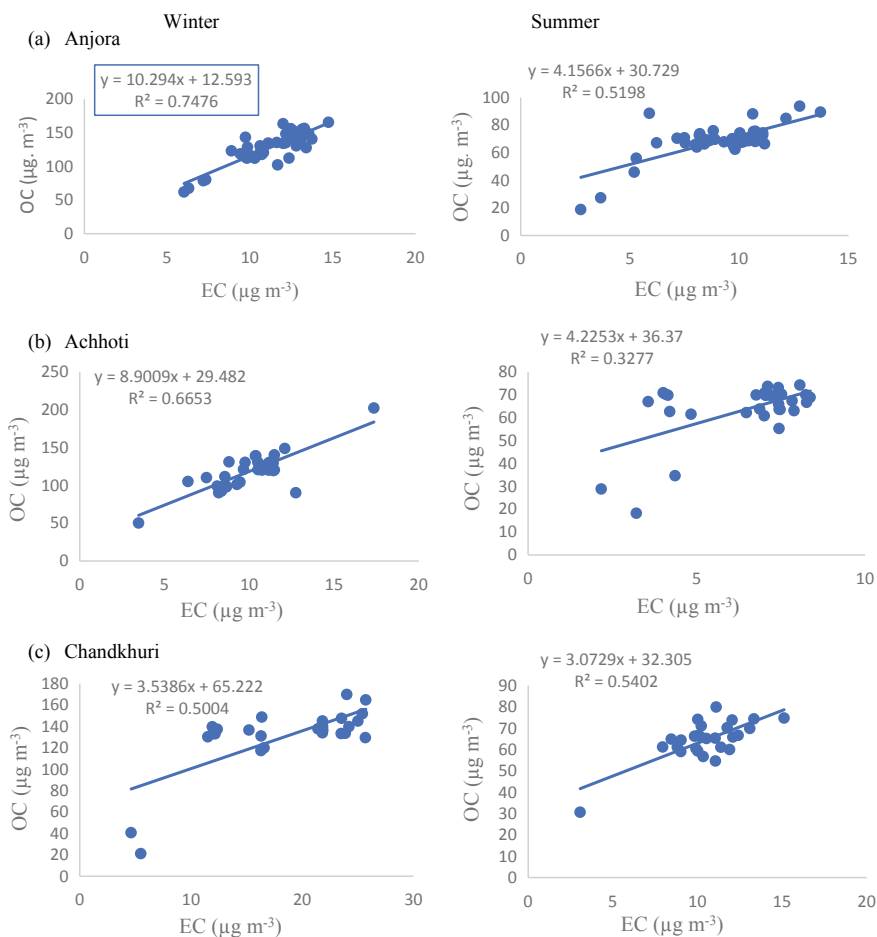 Winter
Summer
(a) Anjora
y = 10.294x + 12.593
R² = 0.7476
200
150
100
50
0
OC (µg. m⁻³)
0 5 10 15 20
EC (µg m⁻³)
y = 4.1566x + 30.729
R² = 0.5198
100
80
60
40
20
0
OC (µg m⁻³)
0 5 10 15
EC (µg m⁻³)
(b) Achhoti
y = 8.9009x + 29.482
R² = 0.6653
250
200
150
100
50
0
OC (µg m⁻³)
0 5 10 15 20
EC (µg m⁻³)
y = 4.2253x + 36.37
R² = 0.3277
80
70
60
50
40
30
20
10
0
OC (µg m⁻³)
0 5 10
EC (µg m⁻³)
(c) Chandkhuri
y = 3.5386x + 65.222
R² = 0.5004
180
160
140
120
100
80
60
40
20
0
OC (µg m⁻³)
0 10 20 30
EC (µg m⁻³)
y = 3.0729x + 32.305
R² = 0.5402
90
80
70
60
50
40
30
20
10
0
OC (µg m⁻³)
0 5 10 15 20
EC (µg m⁻³)